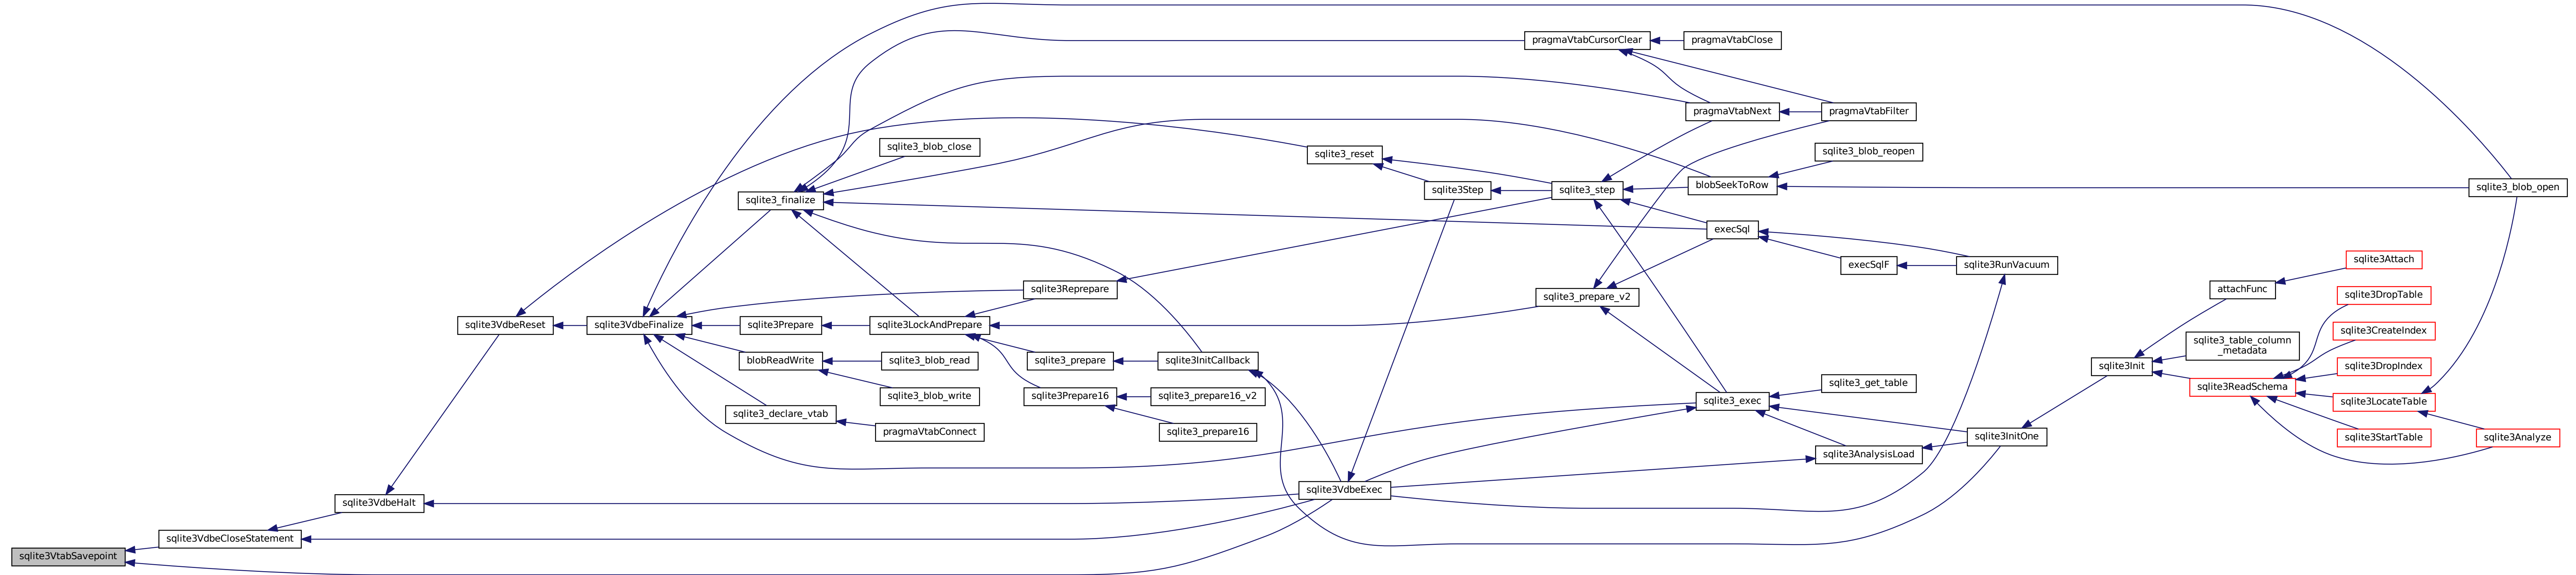 pragmaVtabCursorClear
pragmaVtabClose
pragmaVtabNext
pragmaVtabFilter
sqlite3_blob_close
sqlite3_reset
sqlite3_blob_reopen
sqlite3_finalize
sqlite3Step
sqlite3_step
blobSeekToRow
sqlite3_blob_open
execSql
execSqlF
sqlite3RunVacuum
sqlite3Attach
sqlite3Reprepare
sqlite3_prepare_v2
attachFunc
sqlite3DropTable
sqlite3VdbeReset
sqlite3VdbeFinalize
sqlite3Prepare
sqlite3LockAndPrepare
sqlite3CreateIndex
sqlite3_table_column
_metadata
blobReadWrite
sqlite3_blob_read
sqlite3_prepare
sqlite3InitCallback
sqlite3Init
sqlite3DropIndex
sqlite3_get_table
sqlite3ReadSchema
sqlite3_blob_write
sqlite3Prepare16
sqlite3_prepare16_v2
sqlite3_exec
sqlite3LocateTable
sqlite3_declare_vtab
pragmaVtabConnect
sqlite3_prepare16
sqlite3InitOne
sqlite3StartTable
sqlite3Analyze
sqlite3AnalysisLoad
sqlite3VdbeExec
sqlite3VdbeHalt
sqlite3VdbeCloseStatement
sqlite3VtabSavepoint